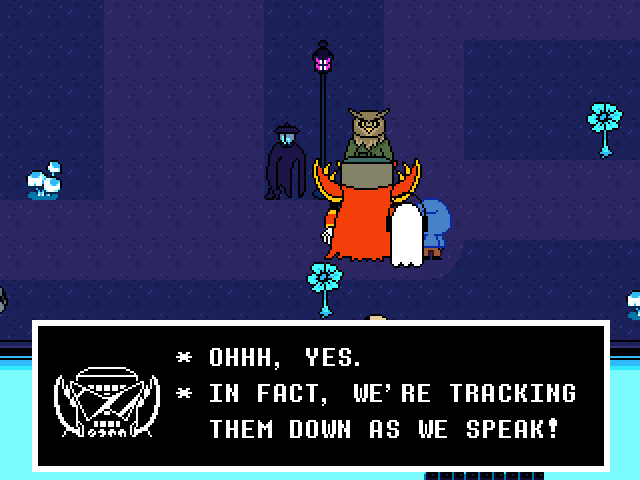 * OHHH, YES.
* IN FACT, WE'RE TRACKING
THEM DOWN AS WE SPEAK!